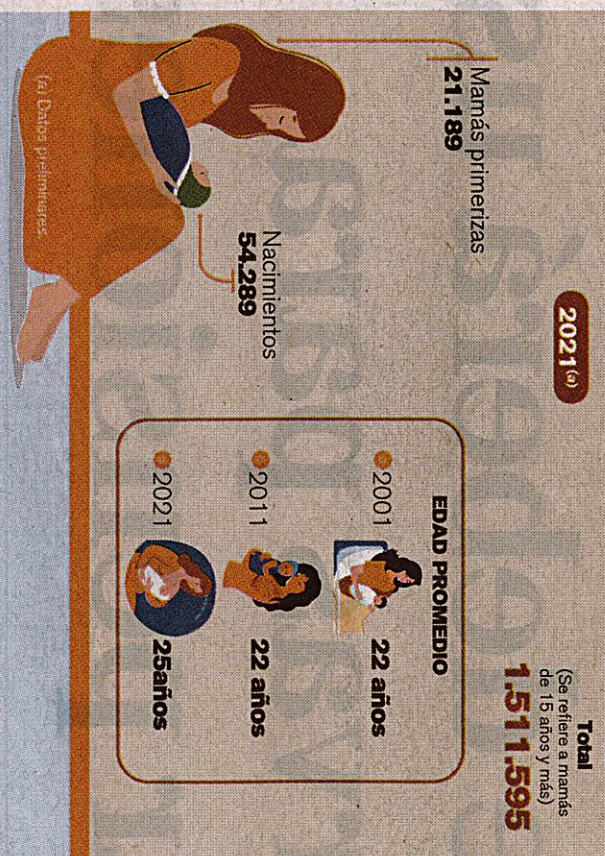 2021(a)
Total
(Se refiere a mamás
de 15 años y más)
1.511.595
Mamás primerizas
21.189
Nacimientos
54.289
EDAD PROMEDIO
2001
22 años
2011
22 años
2021
25años
(a) Datos preliminares.